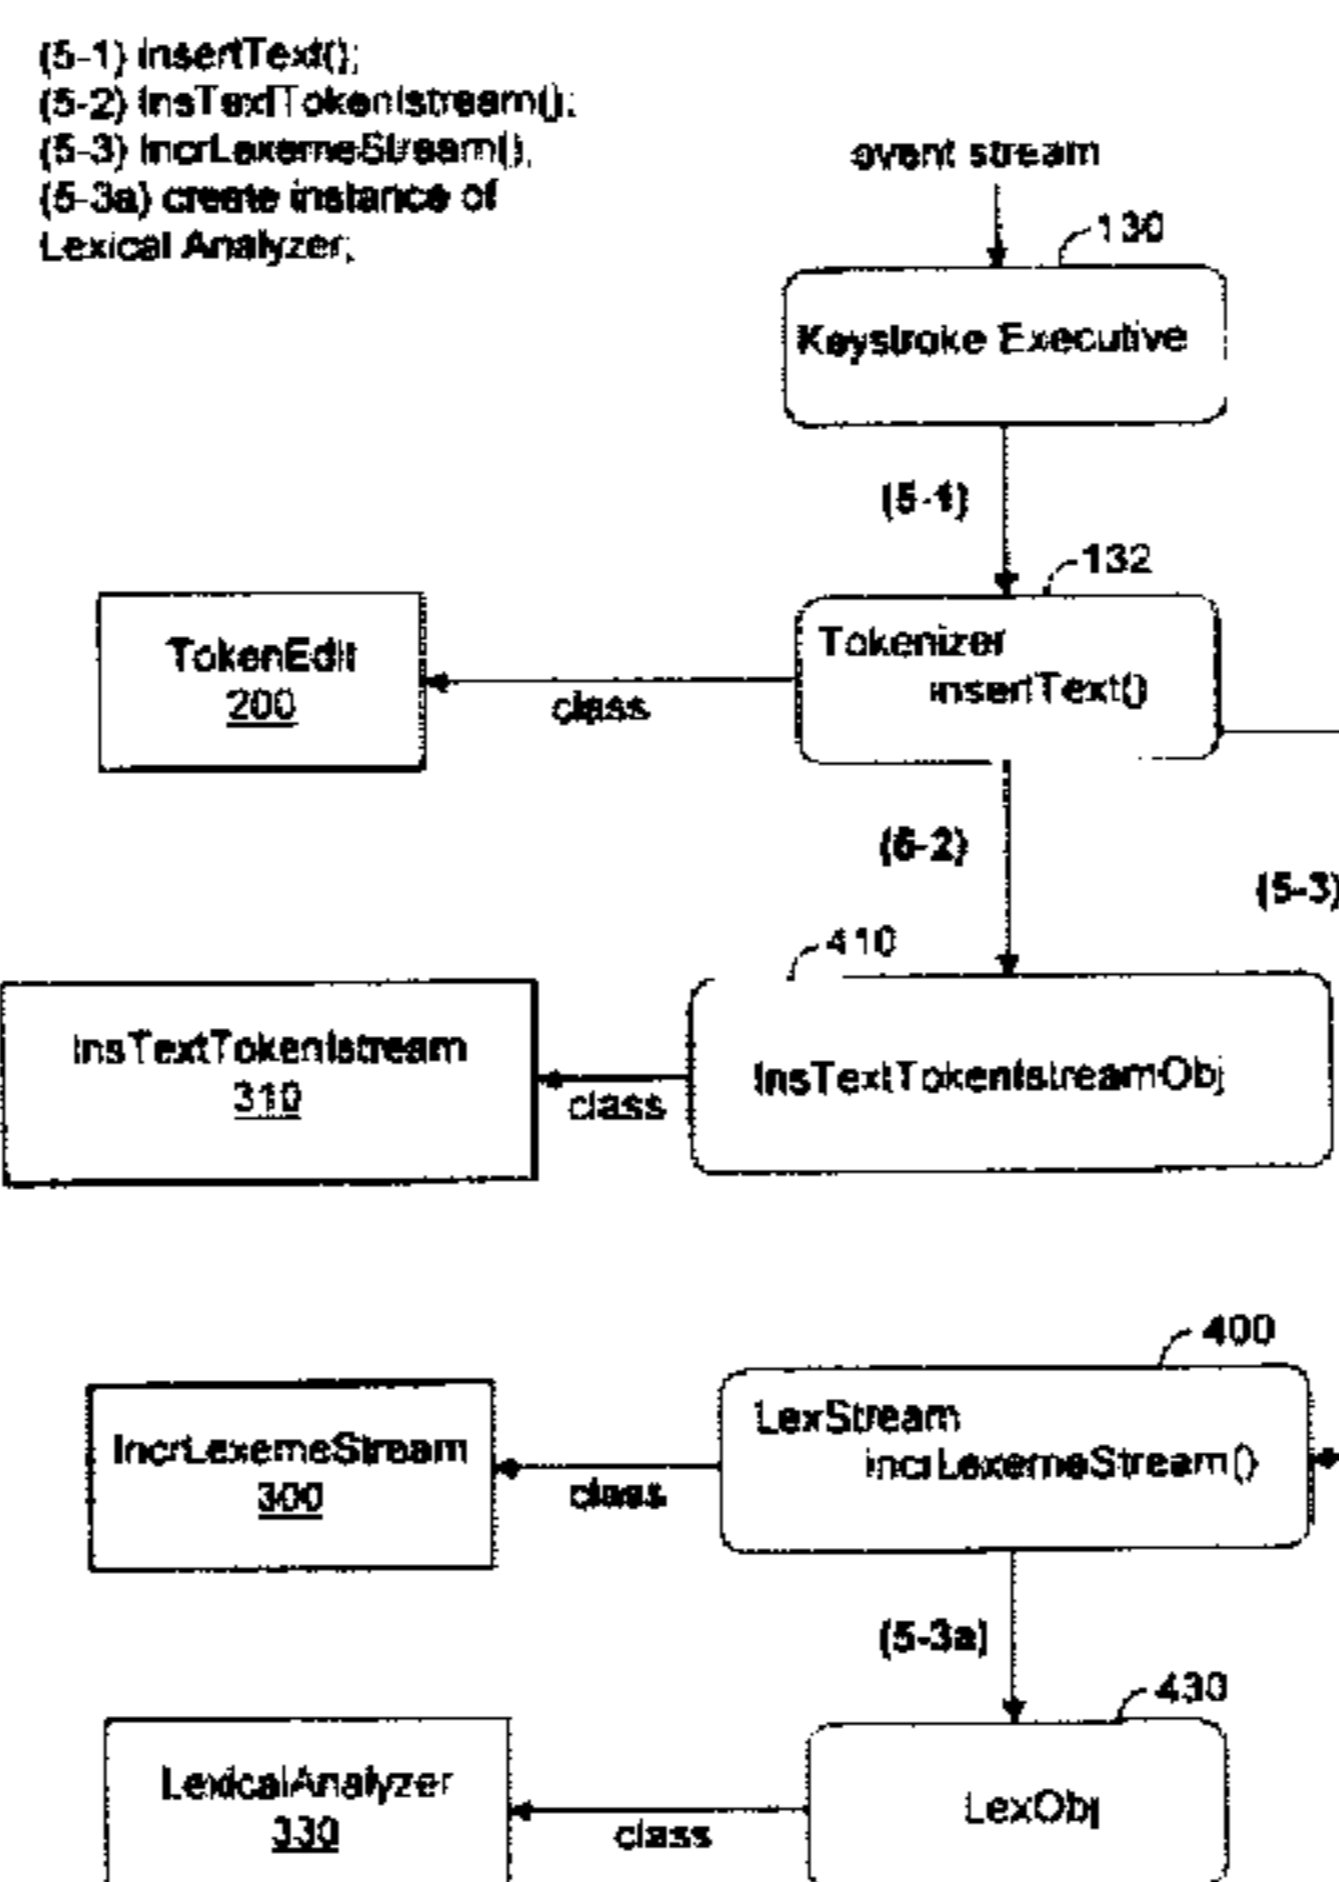 (5-1) insertText();
(5-2) InsTextTokenIstream();
(5-3) IncrLexemeStream();
(5-3a) create instance of
Lexical Analyzer;
event stream
130
Keystroke Executive
(5-1)
132
Tokenizer
insertText()
TokenEdit
200
class
(5-2)
(5-3)
410
InsTextTokenIstream
310
class
InsTextTokenIstreamObj
400
LexStream
incrLexemeStream()
IncrLexemeStream
300
class
(5-3a)
430
LexicalAnalyzer
330
class
LexObj